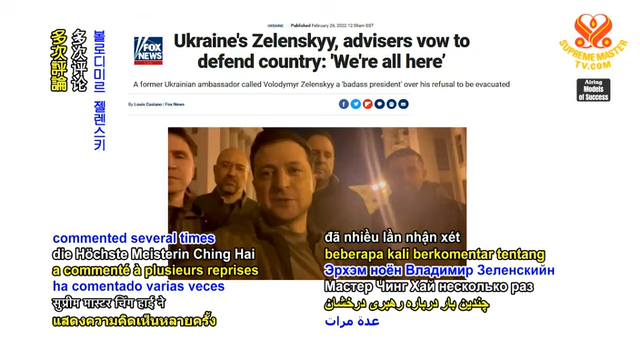 UKRAINE Published February 26, 2022 12:59am EST
FOX NEWS
Ukraine's Zelenskyy, advisers vow to
defend country: 'We're all here'
A former Ukrainian ambassador called Volodymyr Zelenskyy a 'badass president' over his refusal to be evacuated
By Louis Casiano | Fox News
SUPREME MASTER
TV.COM
Airing
Models
of Success
多次評論
多次评论
볼로디미르 젤렌스키
commented several times
die Höchste Meisterin Ching Hai
a commenté à plusieurs reprises
ha comentado varias veces
सुप्रीम मास्टर चिंग हाई ने
แสดงความคิดเห็นหลายครั้ง
đã nhiều lần nhận xét
beberapa kali berkomentar tentang
Эрхэм ноён Владимир Зеленскийн
Мастер Чинг Хай несколько раз
چندین بار درباره رهبری درخشان
عدة مرات